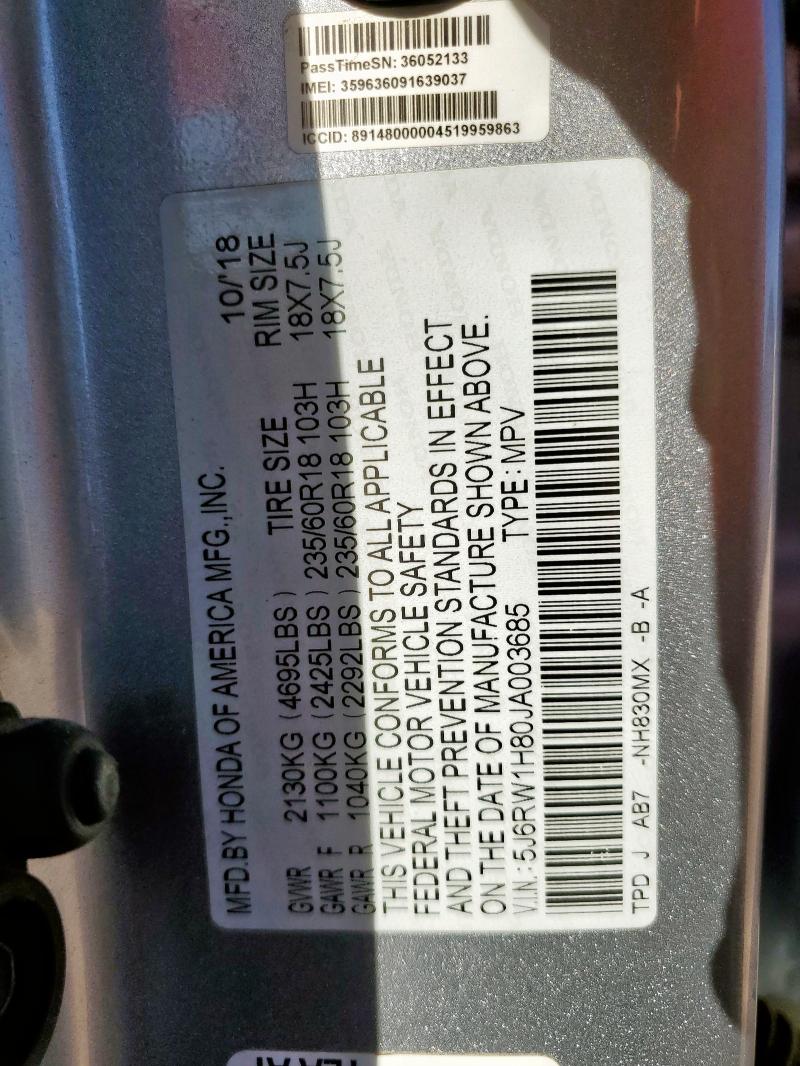 PassTimeSN: 36052133
IMEI: 359636091639037
ICCID: 89148000004519959863
MFD.BY HONDA OF AMERICA MFG.,INC. 10/'18
TIRE SIZE RIM SIZE
GVWR 2130KG (4695LBS)
GAWR F 1100KG (2425LBS) 235/60R18 103H 18X7.5J
GAWR R 1040KG (2292LBS) 235/60R18 103H 18X7.5J
THIS VEHICLE CONFORMS TO ALL APPLICABLE
FEDERAL MOTOR VEHICLE SAFETY
AND THEFT PREVENTION STANDARDS IN EFFECT
ON THE DATE OF MANUFACTURE SHOWN ABOVE.
V.I.N.: 5J6RW1H80JA003685 TYPE : MPV
TPD J AB7 -NH830MX -B -A